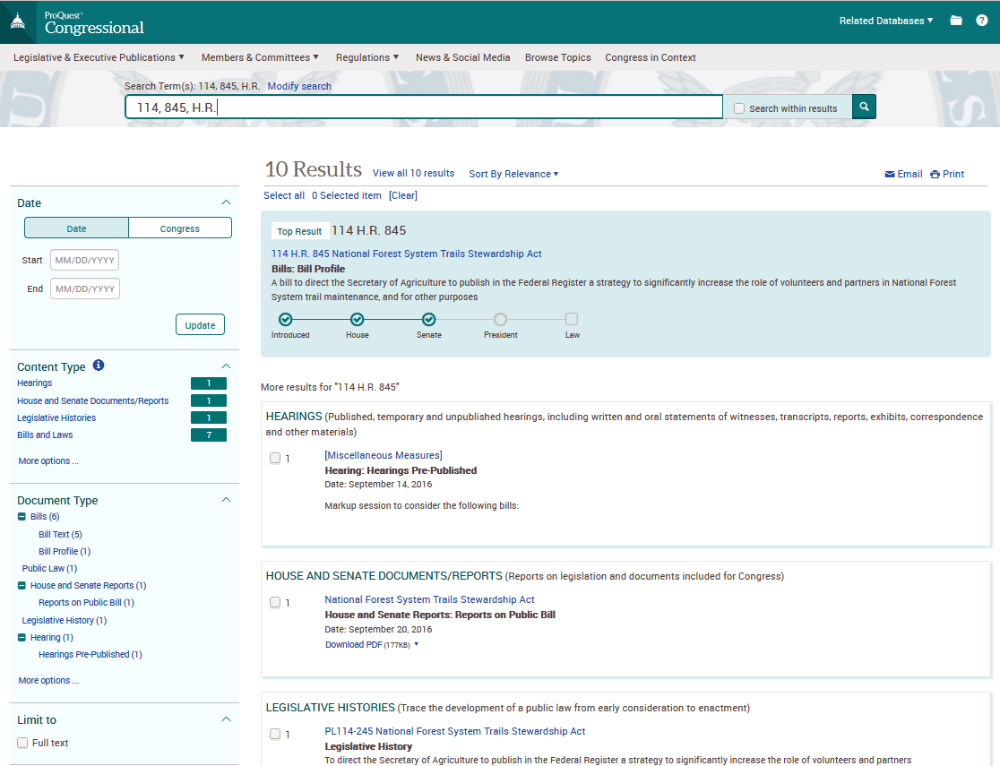 ProQuest®
Congressional
Related Databases ▼
Legislative & Executive Publications ▼ Members & Committees ▼ Regulations ▼ News & Social Media Browse Topics Congress in Context
Search Term(s): 114, 845, H.R. Modify search
114, 845, H.R.
Search within results
10 Results View all 10 results Sort By Relevance ▾
Email Print
Select all 0 Selected item [Clear]
Date
Date Congress
Start MM/DD/YYYY
End MM/DD/YYYY
Update
Content Type
Hearings 1
House and Senate Documents/Reports 1
Legislative Histories 1
Bills and Laws 7
More options ...
Document Type
Bills (6)
Bill Text (5)
Bill Profile (1)
Public Law (1)
House and Senate Reports (1)
Reports on Public Bill (1)
Legislative History (1)
Hearing (1)
Hearings Pre-Published (1)
More options ...
Limit to
Full text
Top Result 114 H.R. 845
114 H.R. 845 National Forest System Trails Stewardship Act
Bills: Bill Profile
A bill to direct the Secretary of Agriculture to publish in the Federal Register a strategy to significantly increase the role of volunteers and partners in National Forest
System trail maintenance, and for other purposes
Introduced House Senate President Law
More results for "114 H.R. 845"
HEARINGS (Published, temporary and unpublished hearings, including written and oral statements of witnesses, transcripts, reports, exhibits, correspondence
and other materials)
1 [Miscellaneous Measures]
Hearing: Hearings Pre-Published
Date: September 14, 2016
Markup session to consider the following bills:
HOUSE AND SENATE DOCUMENTS/REPORTS (Reports on legislation and documents included for Congress)
1 National Forest System Trails Stewardship Act
House and Senate Reports: Reports on Public Bill
Date: September 20, 2016
Download PDF (177KB) ▾
LEGISLATIVE HISTORIES (Trace the development of a public law from early consideration to enactment)
1 PL114-245 National Forest System Trails Stewardship Act
Legislative History
To direct the Secretary of Agriculture to publish in the Federal Register a strategy to significantly increase the role of volunteers and partners